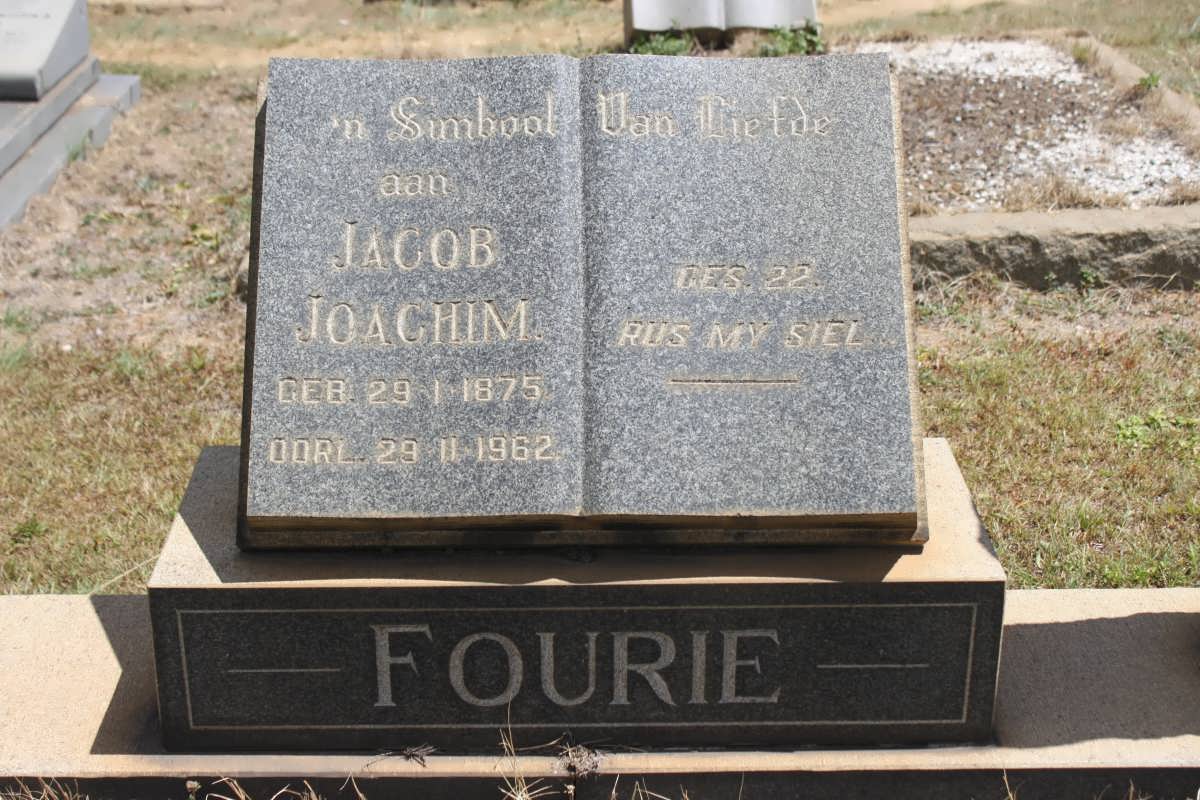 'n Simbool Van Liefde
aan
JACOB
JOACHIM.
GEB. 29·1·1875.
OORL. 29·11·1962.
GES. 22.
RUS MY SIEL...
FOURIE